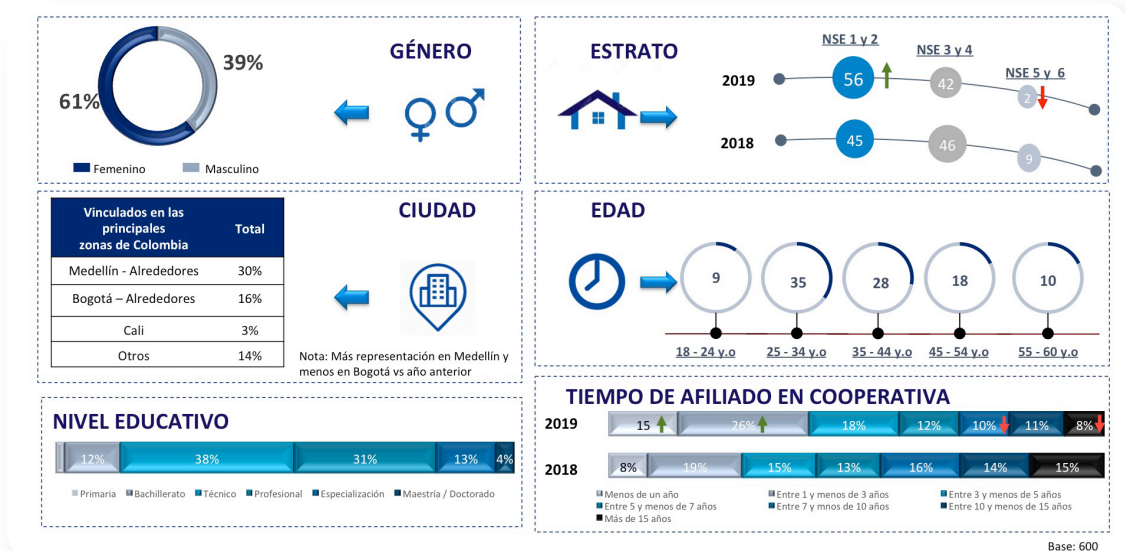 GÉNERO
39%
61%
Femenino
Masculino
ESTRATO
NSE 1 y 2
NSE 3 y 4
NSE 5 y 6
2019
56
42
2
2018
45
46
9
Vinculados en las
principales
zonas de Colombia
Total
Medellín - Alrededores 30%
Bogotá – Alrededores 16%
Cali 3%
Otros 14%
CIUDAD
Nota: Más representación en Medellín y
menos en Bogotá vs año anterior
EDAD
9
35
28
18
10
18 - 24 y.o
25 - 34 y.o
35 - 44 y.o
45 - 54 y.o
55 - 60 y.o
NIVEL EDUCATIVO
12% 38% 31% 13% 4%
Primaria Bachillerato Técnico Profesional Especialización Maestría / Doctorado
TIEMPO DE AFILIADO EN COOPERATIVA
2019 15 26% 18% 12% 10% 11% 8%
2018 8% 19% 15% 13% 16% 14% 15%
Menos de un año Entre 1 y menos de 3 años Entre 3 y menos de 5 años
Entre 5 y menos de 7 años Entre 7 y mnos de 10 años Entre 10 y menos de 15 años
Más de 15 años
Base: 600